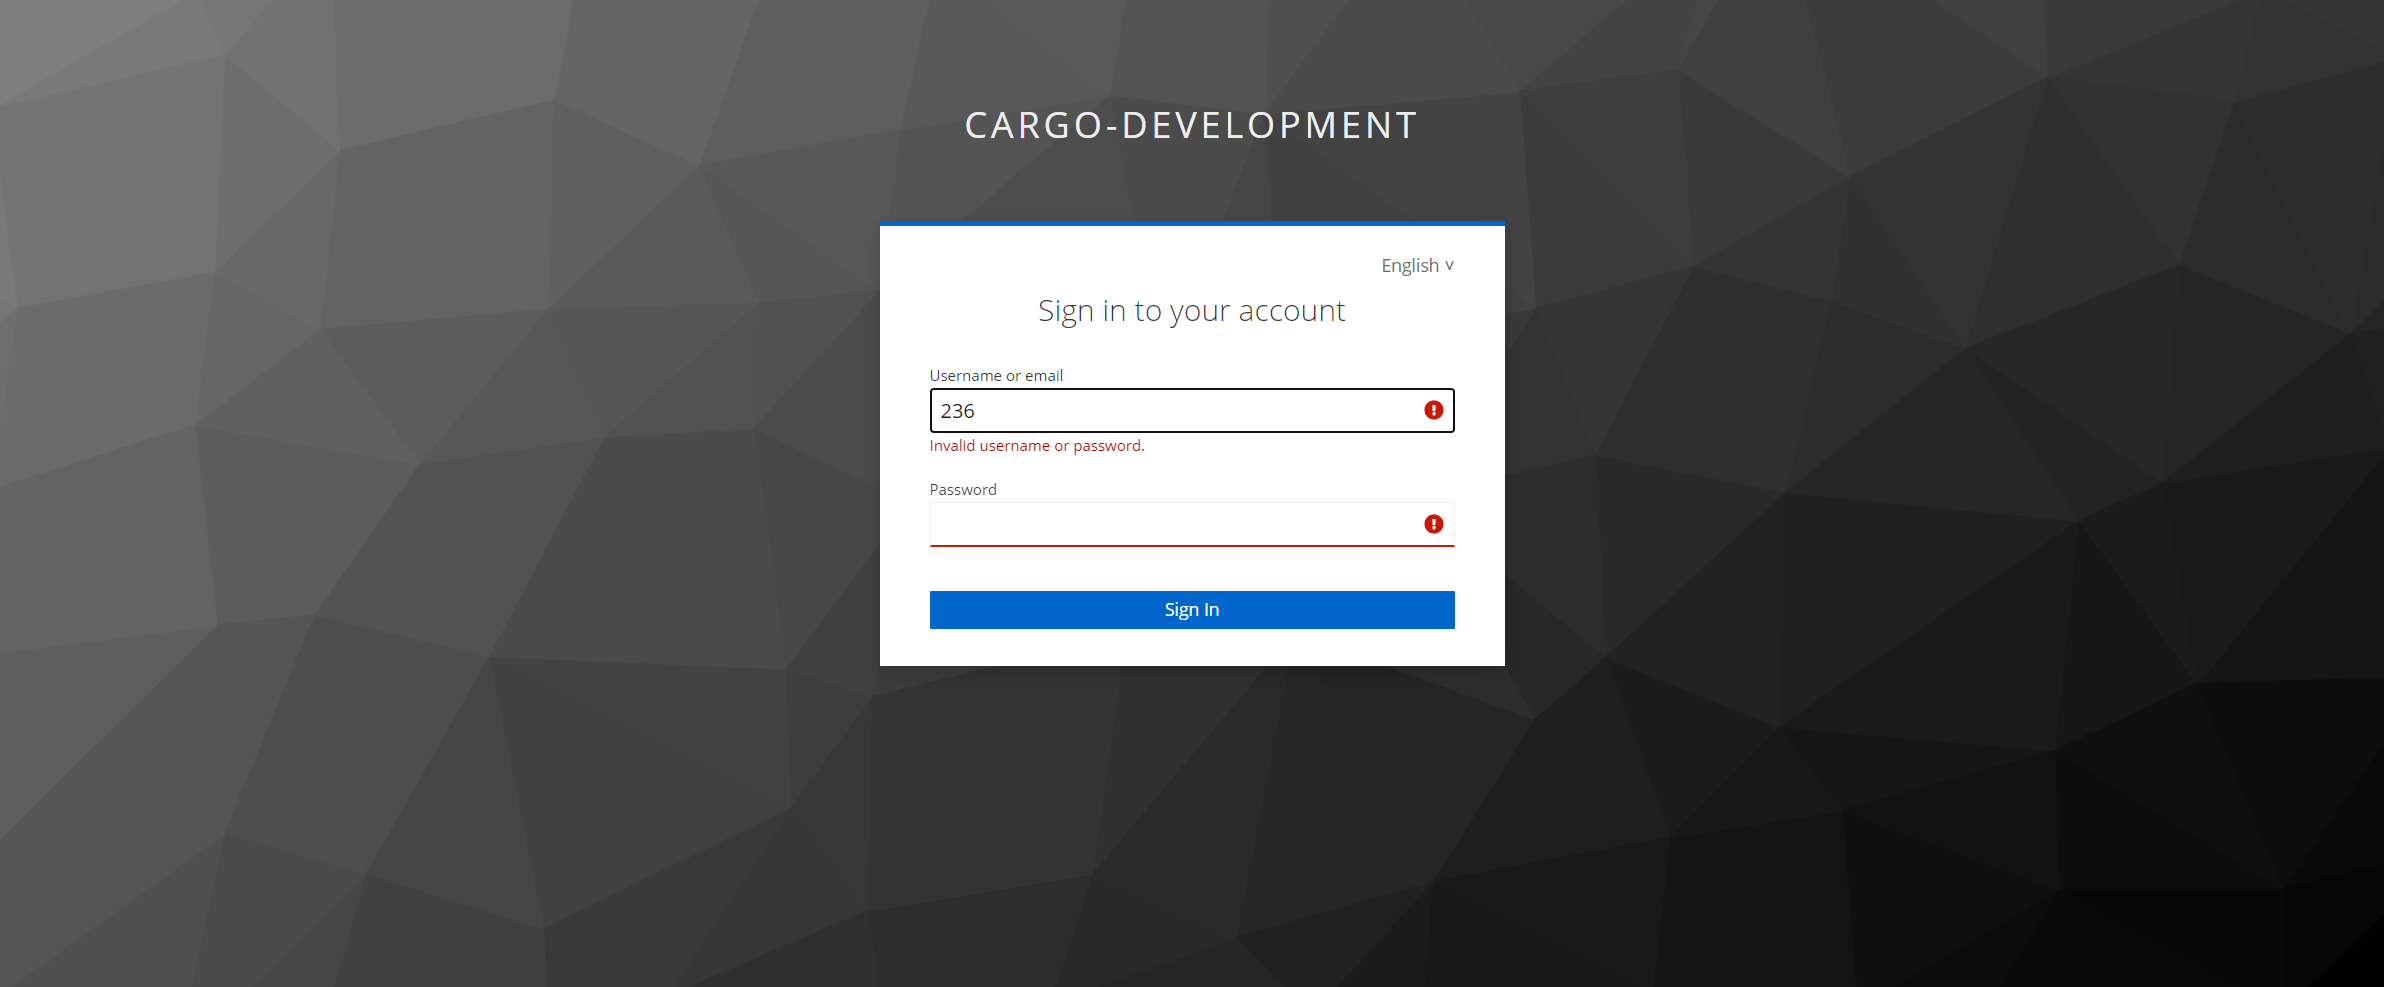 CARGO-DEVELOPMENT
English v
Sign in to your account
Username or email
236
Invalid username or password.
Password
Sign In